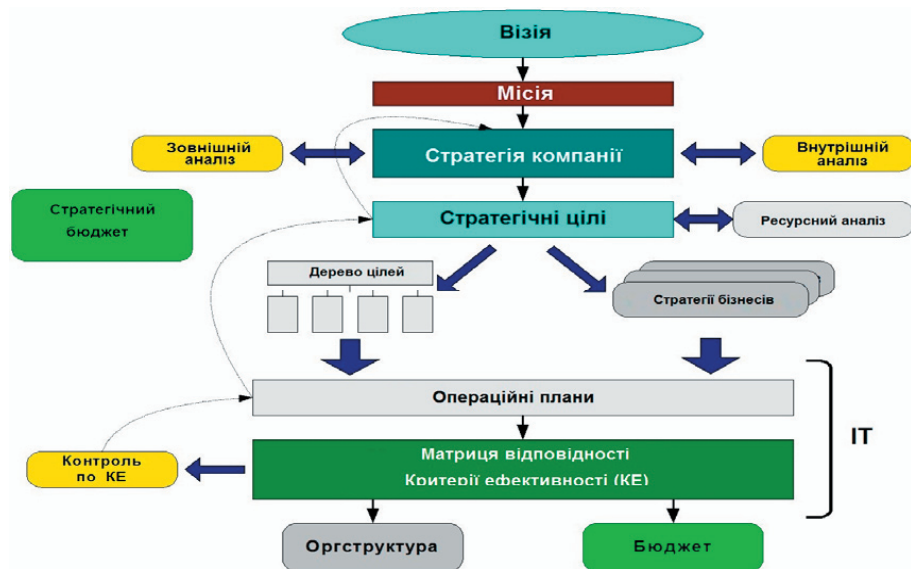 Візія
Місія
Зовнішній
аналіз
Стратегія компанії
Внутрішній
аналіз
Стратегічний
бюджет
Стратегічні цілі
Ресурсний аналіз
Дерево цілей
Стратегії бізнесів
Операційні плани
ІТ
Матриця відповідності
Критерії ефективності (КЕ)
Контроль
по КЕ
Оргструктура
Бюджет